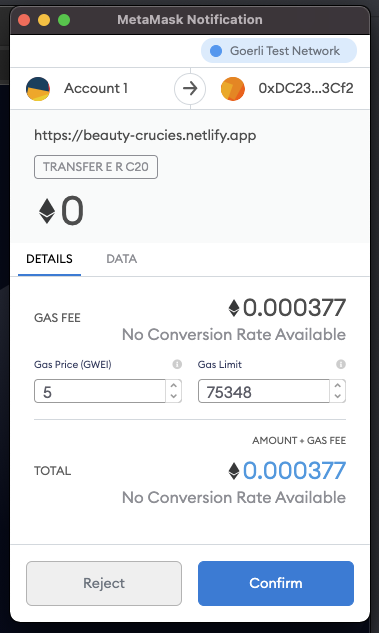 MetaMask Notification
Goerli Test Network
Account 1
0xDC23...3Cf2
https://beauty-crucies.netlify.app
TRANSFER E R C20
0
DETAILS DATA
GAS FEE
0.000377
No Conversion Rate Available
Gas Price (GWEI) Gas Limit
5 75348
AMOUNT + GAS FEE
TOTAL
0.000377
No Conversion Rate Available
Reject Confirm